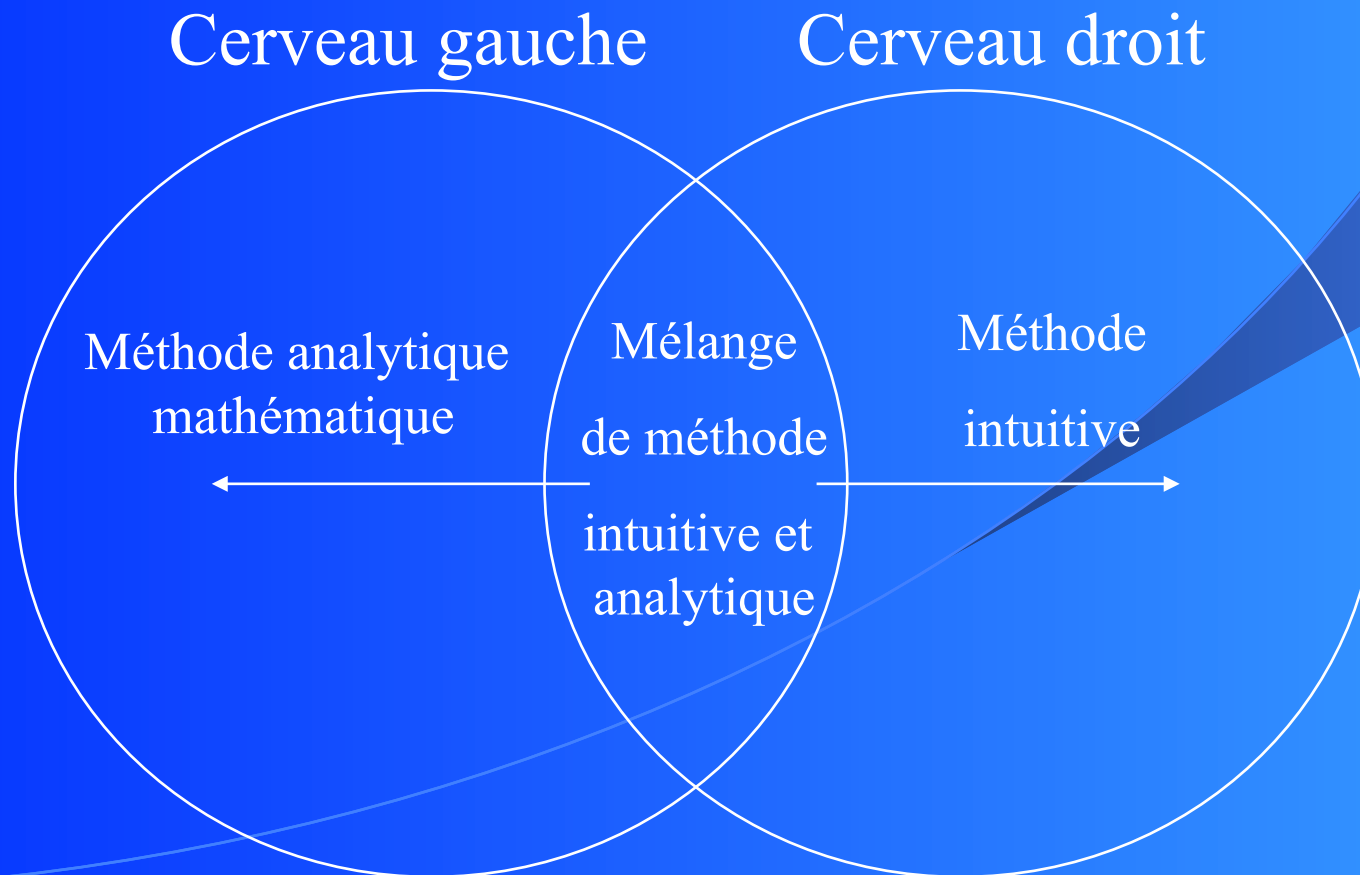 Cerveau gauche
Cerveau droit
Méthode analytique
mathématique
Mélange
de méthode
intuitive et
analytique
Méthode
intuitive